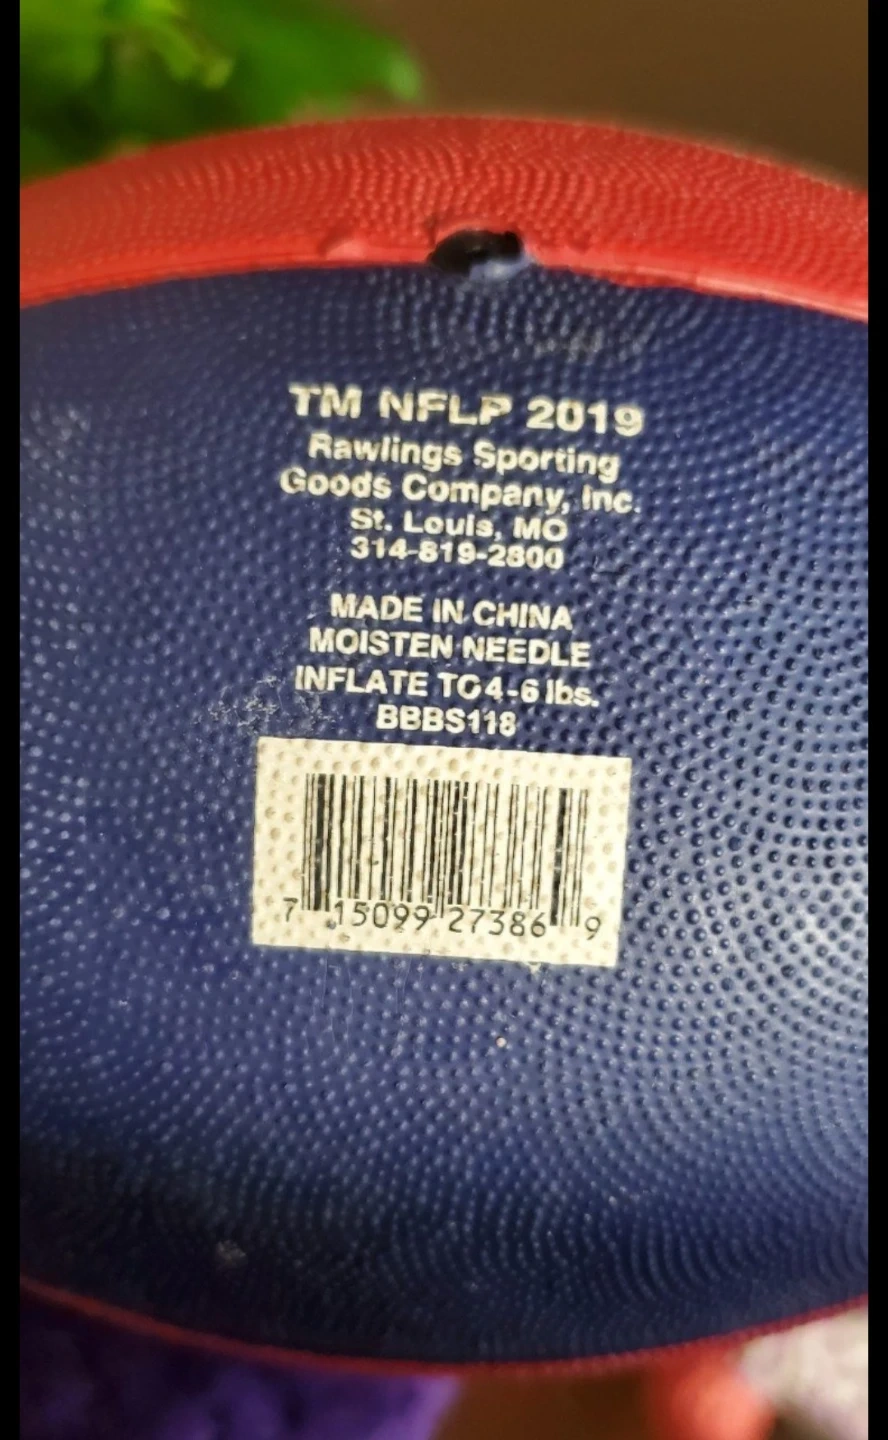 TM NFLP 2019
Rawlings Sporting
Goods Company, Inc.
St. Louis, MO
314-819-2800
MADE IN CHINA
MOISTEN NEEDLE
INFLATE TO 4-6 lbs.
BBBS118
7 15099 27386 9